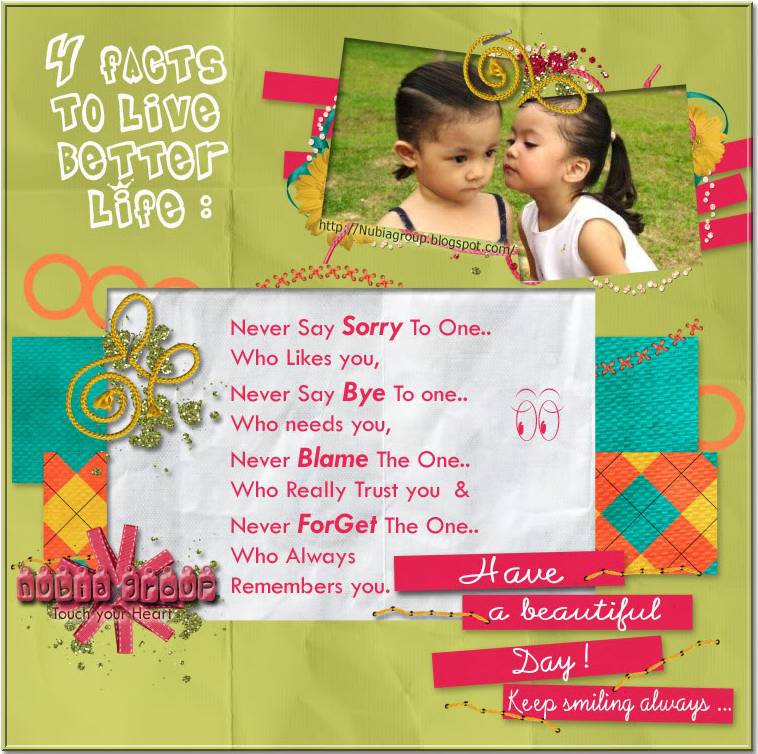 4 Facts
To Live
Better
Life :
http://Nubiagroup.blogspot.com/
Never Say Sorry To One..
Who Likes you,
Never Say Bye To one..
Who needs you,
Never Blame The One..
Who Really Trust you &
Never ForGet The One..
Who Always
Remembers you.
nubia group
Touch your Heart
Have
a beautiful
Day!
Keep smiling always ...